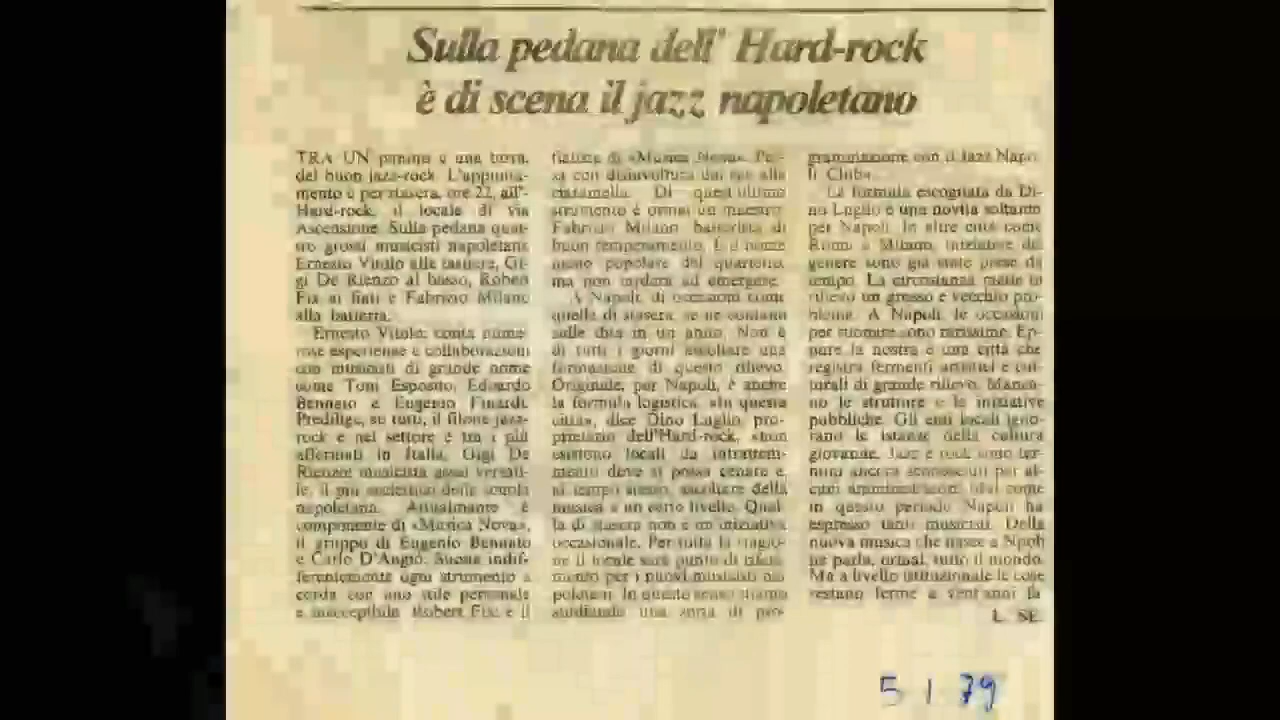 Sulla pedana dell' Hard-rock
è di scena il jazz napoletano
TRA UN panino e una birra,
del buon jazz-rock. L'appunta-
mento è per stasera, ore 22, all'-
Hard-rock, il locale di via
Ascensione. Sulla pedana quat-
tro grossi musicisti napoletani:
Ernesto Vitolo alle tastiere, Gi-
gi De Rienzo al basso, Robert
Fix ai fiati e Fabrizio Milano
alla batteria.
Ernesto Vitolo: conta nume-
rose esperienze e collaborazioni
con musicisti di grande nome
come Toni Esposito, Edoardo
Bennato e Eugenio Finardi.
Predilige, su tutti, il filone jazz-
rock e nel settore è tra i più
affermati in Italia. Gigi De
Rienzo: musicista assai versati-
le, il più eclettico della scuola
napoletana. Attualmente è
componente di «Musica Nova»,
il gruppo di Eugenio Bennato
e Carlo D'Angiò. Suona indif-
ferentemente ogni strumento a
corda con uno stile personale
e Robert Fix: è il
fiatista di «Musica Nova». Pas-
sa con disinvoltura dal sax alla
ciaramella. Di quest'ultimo
strumento è ormai un maestro.
Fabrizio Milano: batterista di
buon temperamento. È il nome
meno popolare del quartetto,
ma non tarderà ad emergere.
A Napoli, di occasioni come
quella di stasera, se ne contano
sulle dita in un anno. Non è
di tutti i giorni ascoltare una
formazione di questo rilievo.
Originale, per Napoli, è anche
la formula logistica. «In questa
città», dice Dino Luglio, pro-
prietario dell'Hard-rock, «non
esistono locali da intratteni-
mento dove si possa cenare e,
al tempo stesso, ascoltare della
musica a un certo livello. Quel-
la di stasera non è un'iniziativa
occasionale. Per tutta la stagio-
ne il locale sarà punto di riferi-
mento per i nuovi musicisti na-
poletani. In questo senso stiamo
studiando una sorta di pro-
grammazione con il Jazz Napo-
li Club».
La formula escogitata da Di-
no Luglio è una novità soltanto
per Napoli. In altre città come
Roma e Milano, iniziative del
genere sono già state prese da
tempo. La circostanza mette in
rilievo un grosso e vecchio pro-
blema. A Napoli, le occasioni
per suonare sono rarissime. Ep-
pure la nostra è una città che
registra fermenti artistici e cul-
turali di grande rilievo. Manca-
no le strutture e le iniziative
pubbliche. Gli enti locali igno-
rano le istanze della cultura
giovanile. Jazz e rock sono ter-
mini ancora sconosciuti per al-
cuni amministratori. Mai come
in questo periodo Napoli ha
espresso tanti musicisti. Della
nuova musica che nasce a Npoli
ne parla, ormai, tutto il mondo.
Ma a livello istituzionale le cose
restano ferme a vent'anni fa
L. SE.
5 1 79